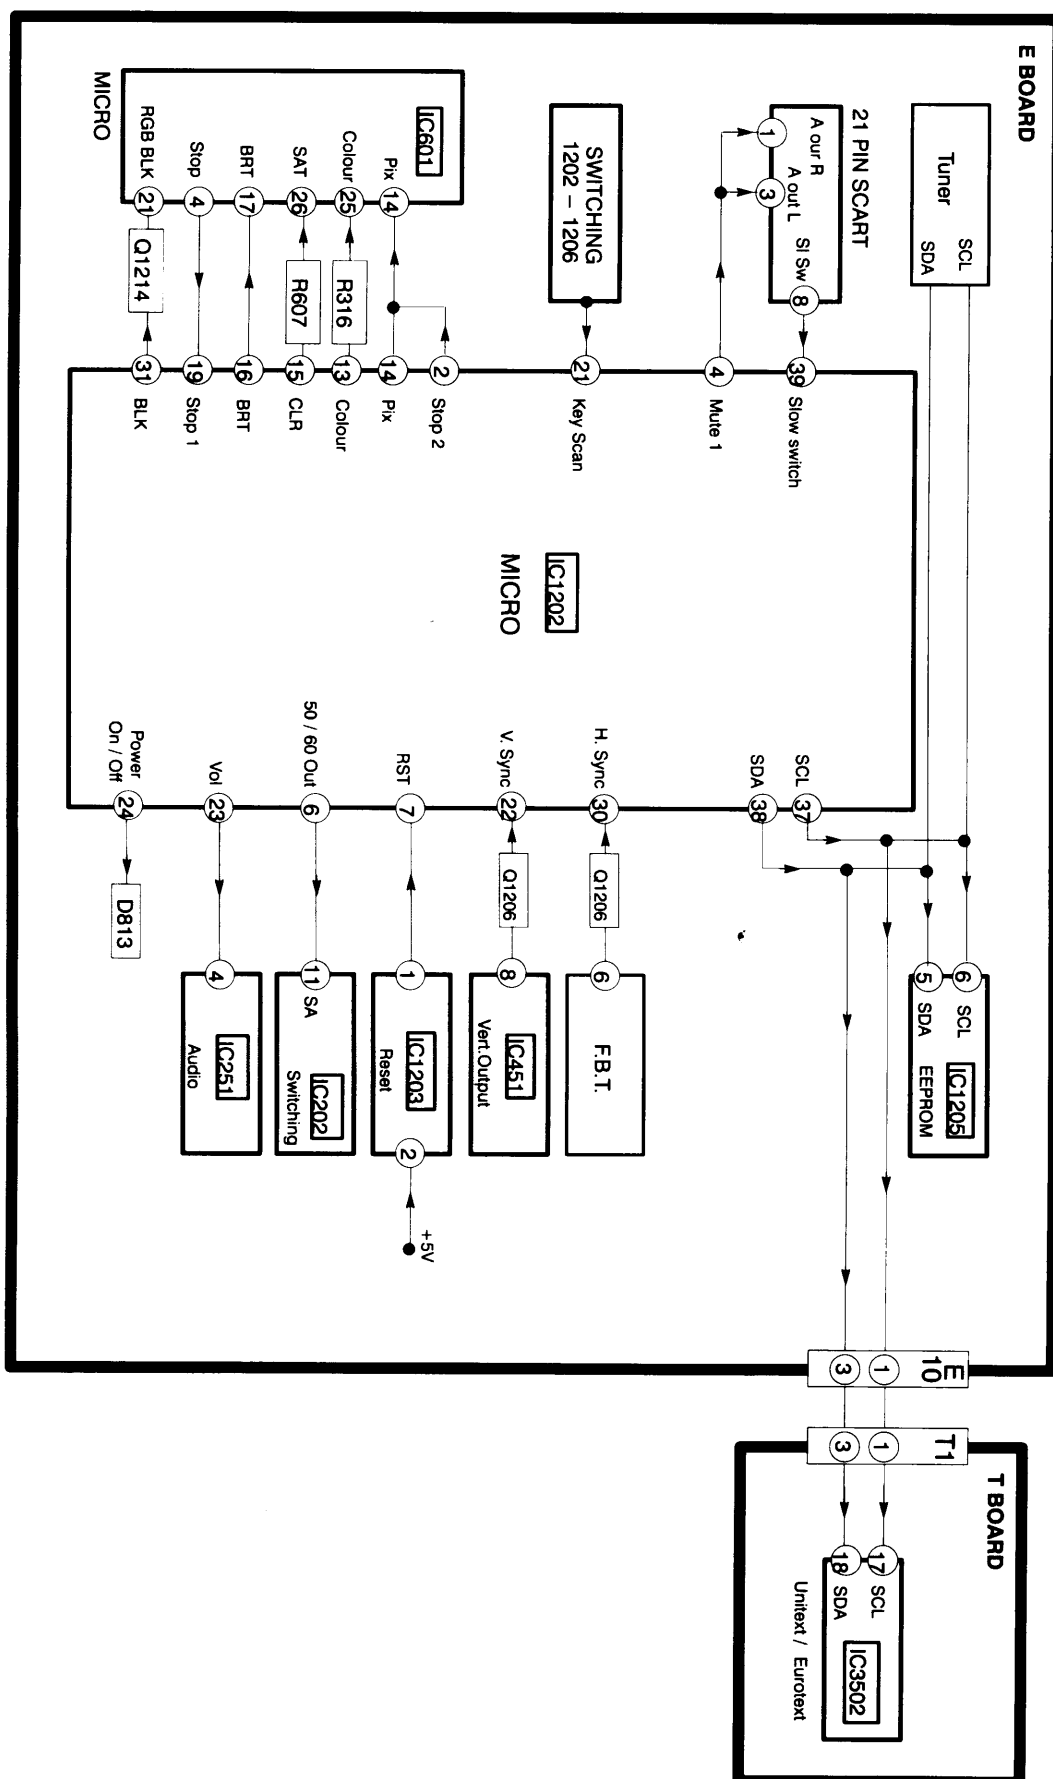 E BOARD
Tuner
SCL
SDA
21 PIN SCART
A our R
A out L
Sl Sw
1
3
8
SWITCHING
1202 – 1206
IC601
MICRO
Pix
14
Colour
25
SAT
26
BRT
17
Stop
4
RGB BLK
21
R316
R607
Q1214
39
Slow switch
4
Mute 1
21
Key Scan
2
Stop 2
14
Pix
13
Colour
15
CLR
16
BRT
19
Stop 1
31
BLK
IC1202
MICRO
SCL
37
SDA
38
H. Sync
30
V. Sync
22
RST
7
50 / 60 Out
6
Vol
23
Power
On / Off
24
Q1206
Q1206
D813
6
SCL
5
SDA
IC1205
EEPROM
6
F.B.T.
8
IC451
Vert.Output
1
IC1203
Reset
2
+5V
11
SA
IC202
Switching
4
IC251
Audio
E
10
1
3
T1
1
3
T BOARD
17
SCL
18
SDA
IC3502
Unitext / Eurotext